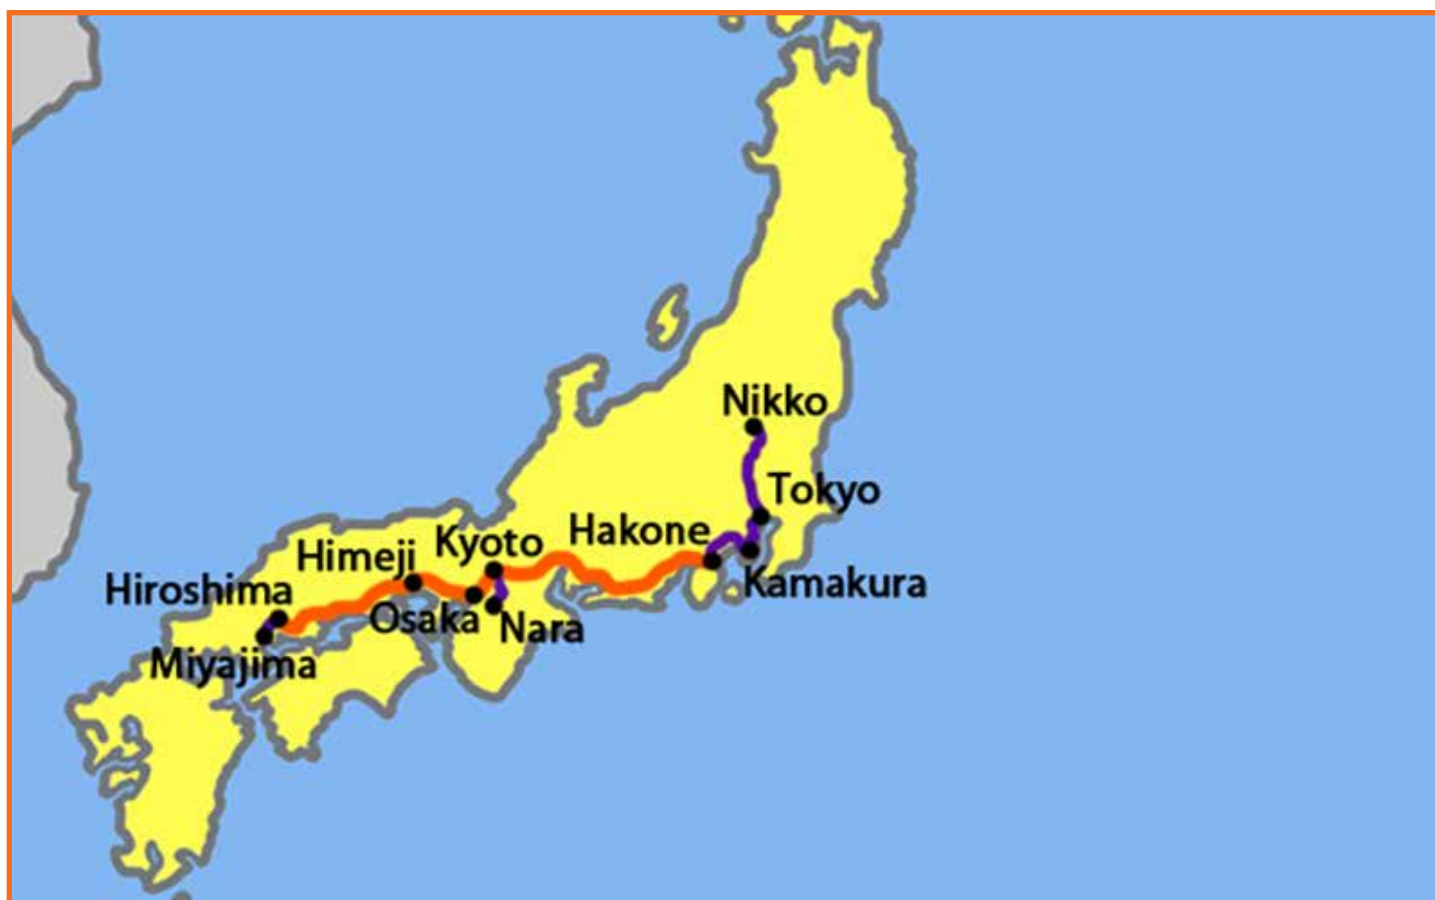 Nikko
Tokyo
Hakone
Kyoto
Himeji
Kamakura
Hiroshima
Osaka
Nara
Miyajima